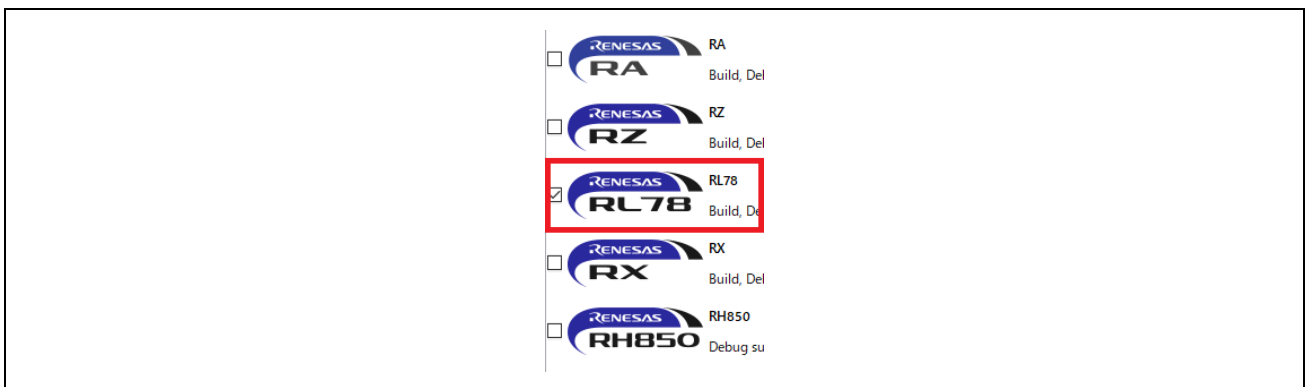 RENESAS
RA
RA
Build, Del
RENESAS
RZ
RZ
Build, Del
RENESAS
RL78
RL78
Build, De
RENESAS
RX
RX
Build, Del
RENESAS
RH850
RH850
Debug su